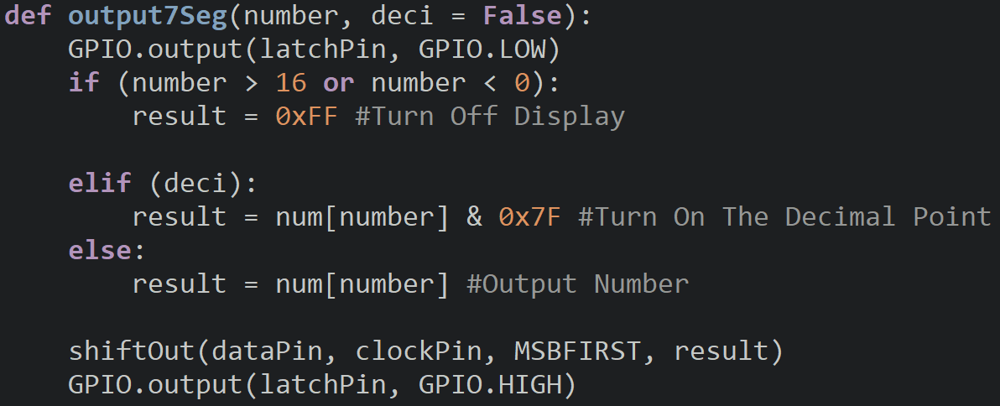 def output7Seg(number, deci = False):
    GPIO.output(latchPin, GPIO.LOW)
    if (number > 16 or number < 0):
        result = 0xFF #Turn Off Display

    elif (deci):
        result = num[number] & 0x7F #Turn On The Decimal Point
    else:
        result = num[number] #Output Number

    shiftOut(dataPin, clockPin, MSBFIRST, result)
    GPIO.output(latchPin, GPIO.HIGH)